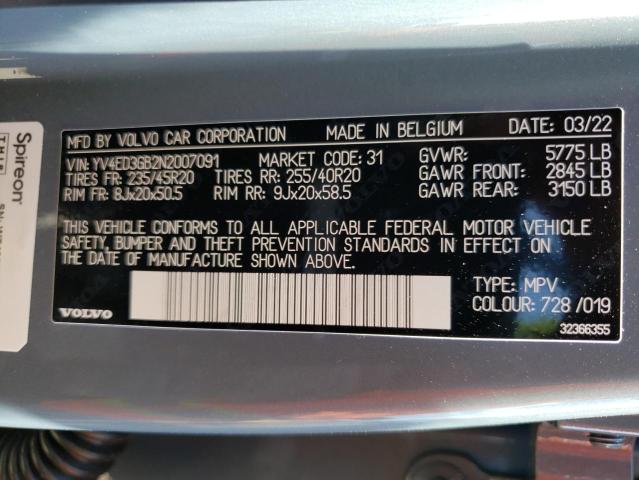 MFD BY VOLVO CAR CORPORATION MADE IN BELGIUM DATE: 03/22
VIN: YV4ED3GB2N2007091 MARKET CODE: 31 GVWR: 5775 LB
TIRES FR: 235/45R20 TIRES RR: 255/40R20 GAWR FRONT: 2845 LB
RIM FR: 8Jx20x50.5 RIM RR: 9Jx20x58.5 GAWR REAR: 3150 LB
THIS VEHICLE CONFORMS TO ALL APPLICABLE FEDERAL MOTOR VEHICLE
SAFETY, BUMPER AND THEFT PREVENTION STANDARDS IN EFFECT ON
THE DATE OF MANUFACTURE SHOWN ABOVE.
TYPE: MPV
COLOUR: 728 /019
VOLVO
32366355
Spireon